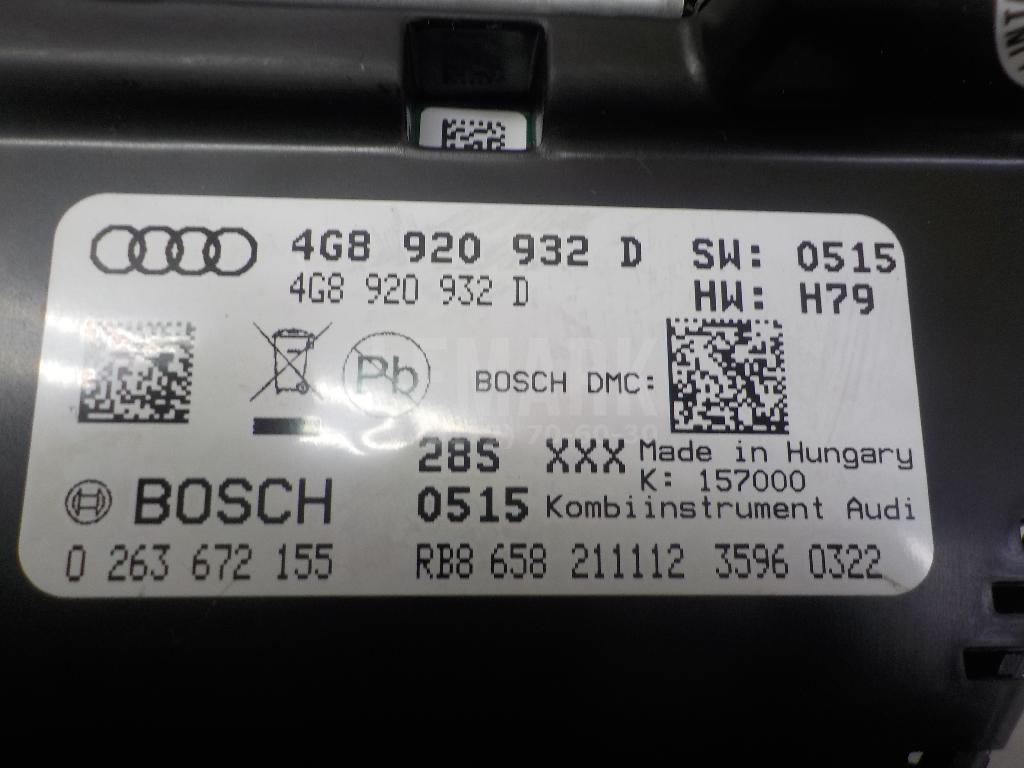 4G8 920 932 D SW: 0515
4G8 920 932 D HW: H79
Pb BOSCH DMC:
28S XXX Made in Hungary
K: 157000
BOSCH 0515 Kombiinstrument Audi
0 263 672 155 RB8 658 211112 3596 0322